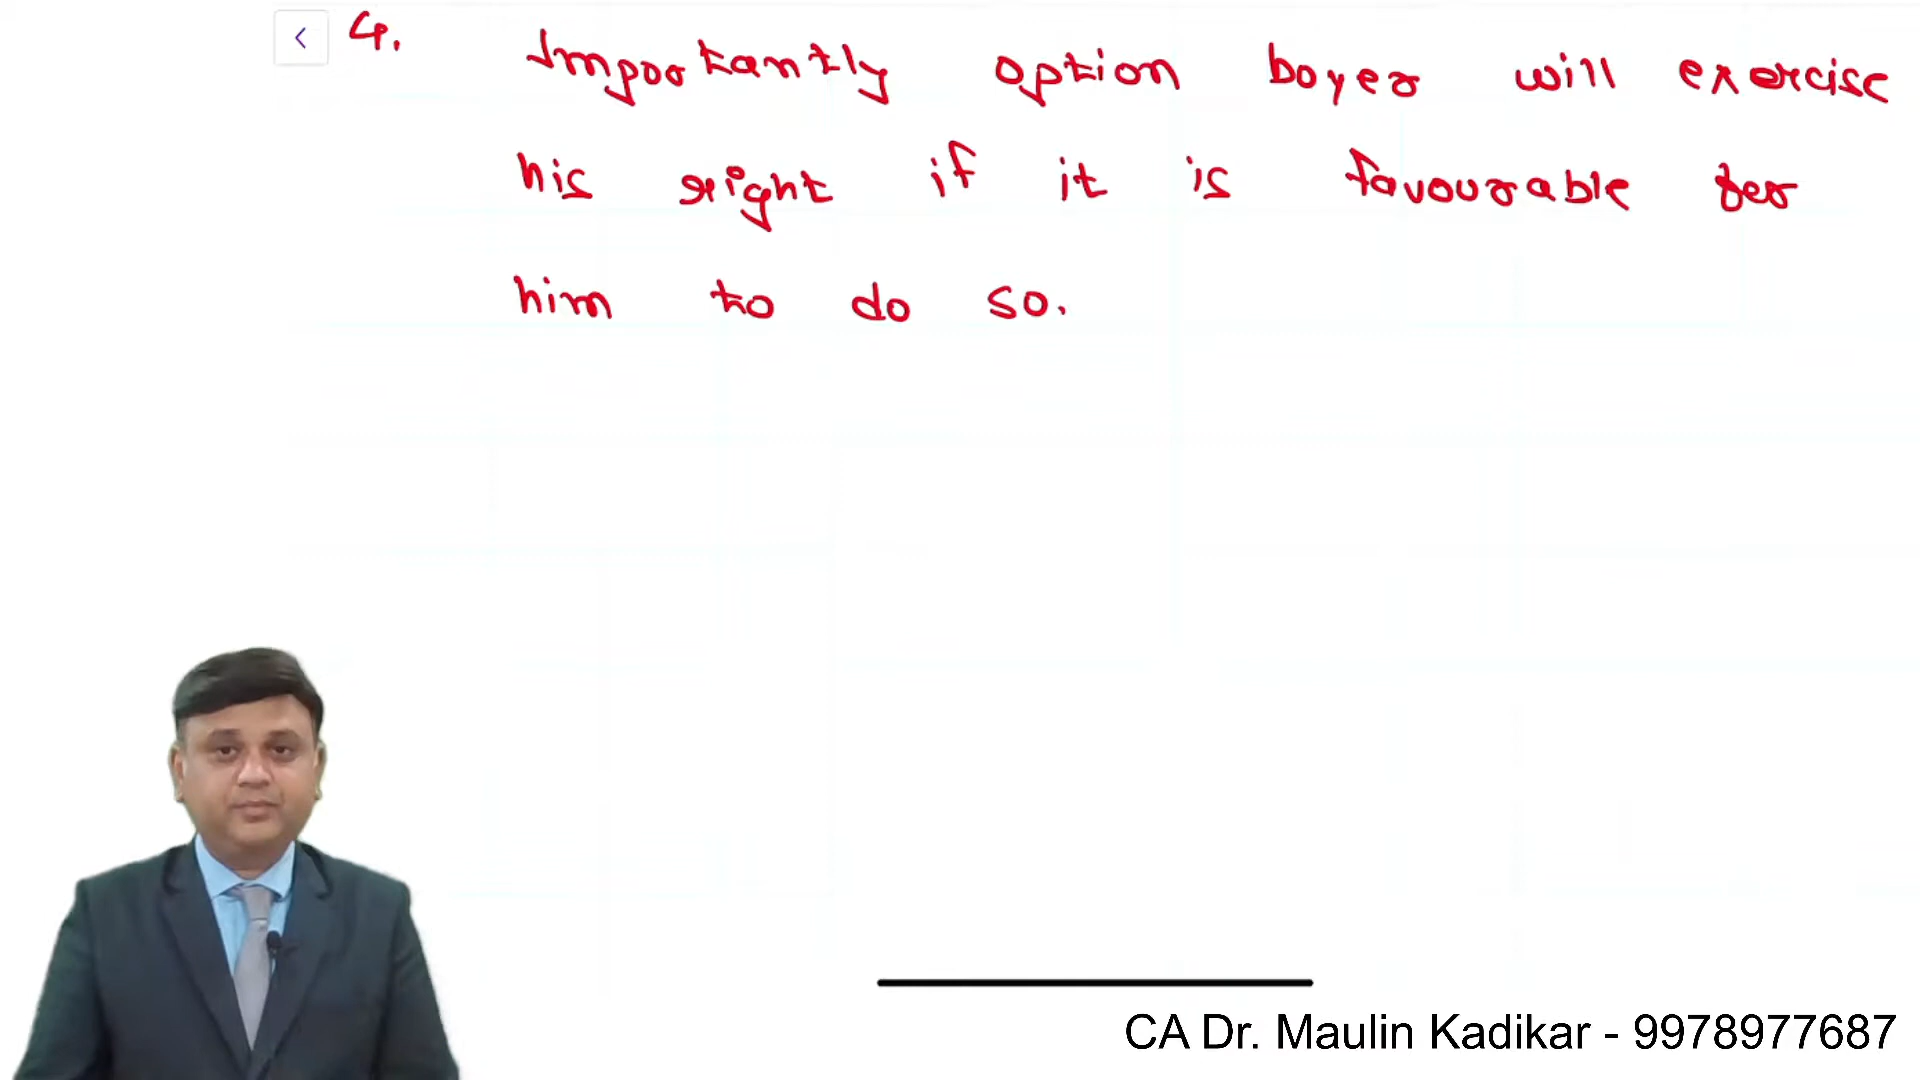 4. Importantly option boyer will exercise
his right if it is favourable for
him to do so.
CA Dr. Maulin Kadikar - 9978977687